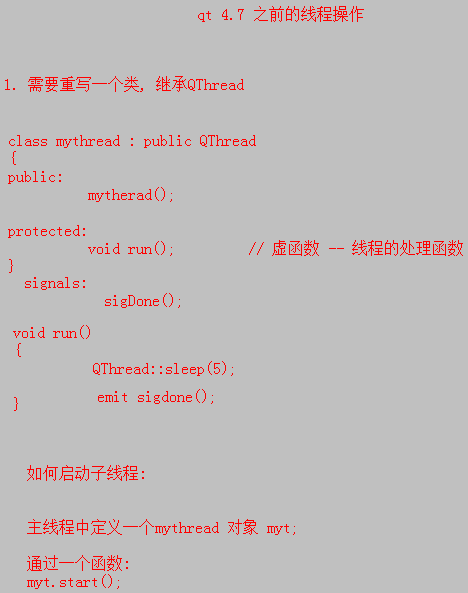 qt 4.7 之前的线程操作
1. 需要重写一个类, 继承QThread
class mythread : public QThread
{
public:
mytherad();
protected:
void run(); // 虚函数 -- 线程的处理函数
}
signals:
sigDone();
void run()
{
QThread::sleep(5);
emit sigdone();
}
如何启动子线程:
主线程中定义一个mythread 对象 myt;
通过一个函数:
myt.start();